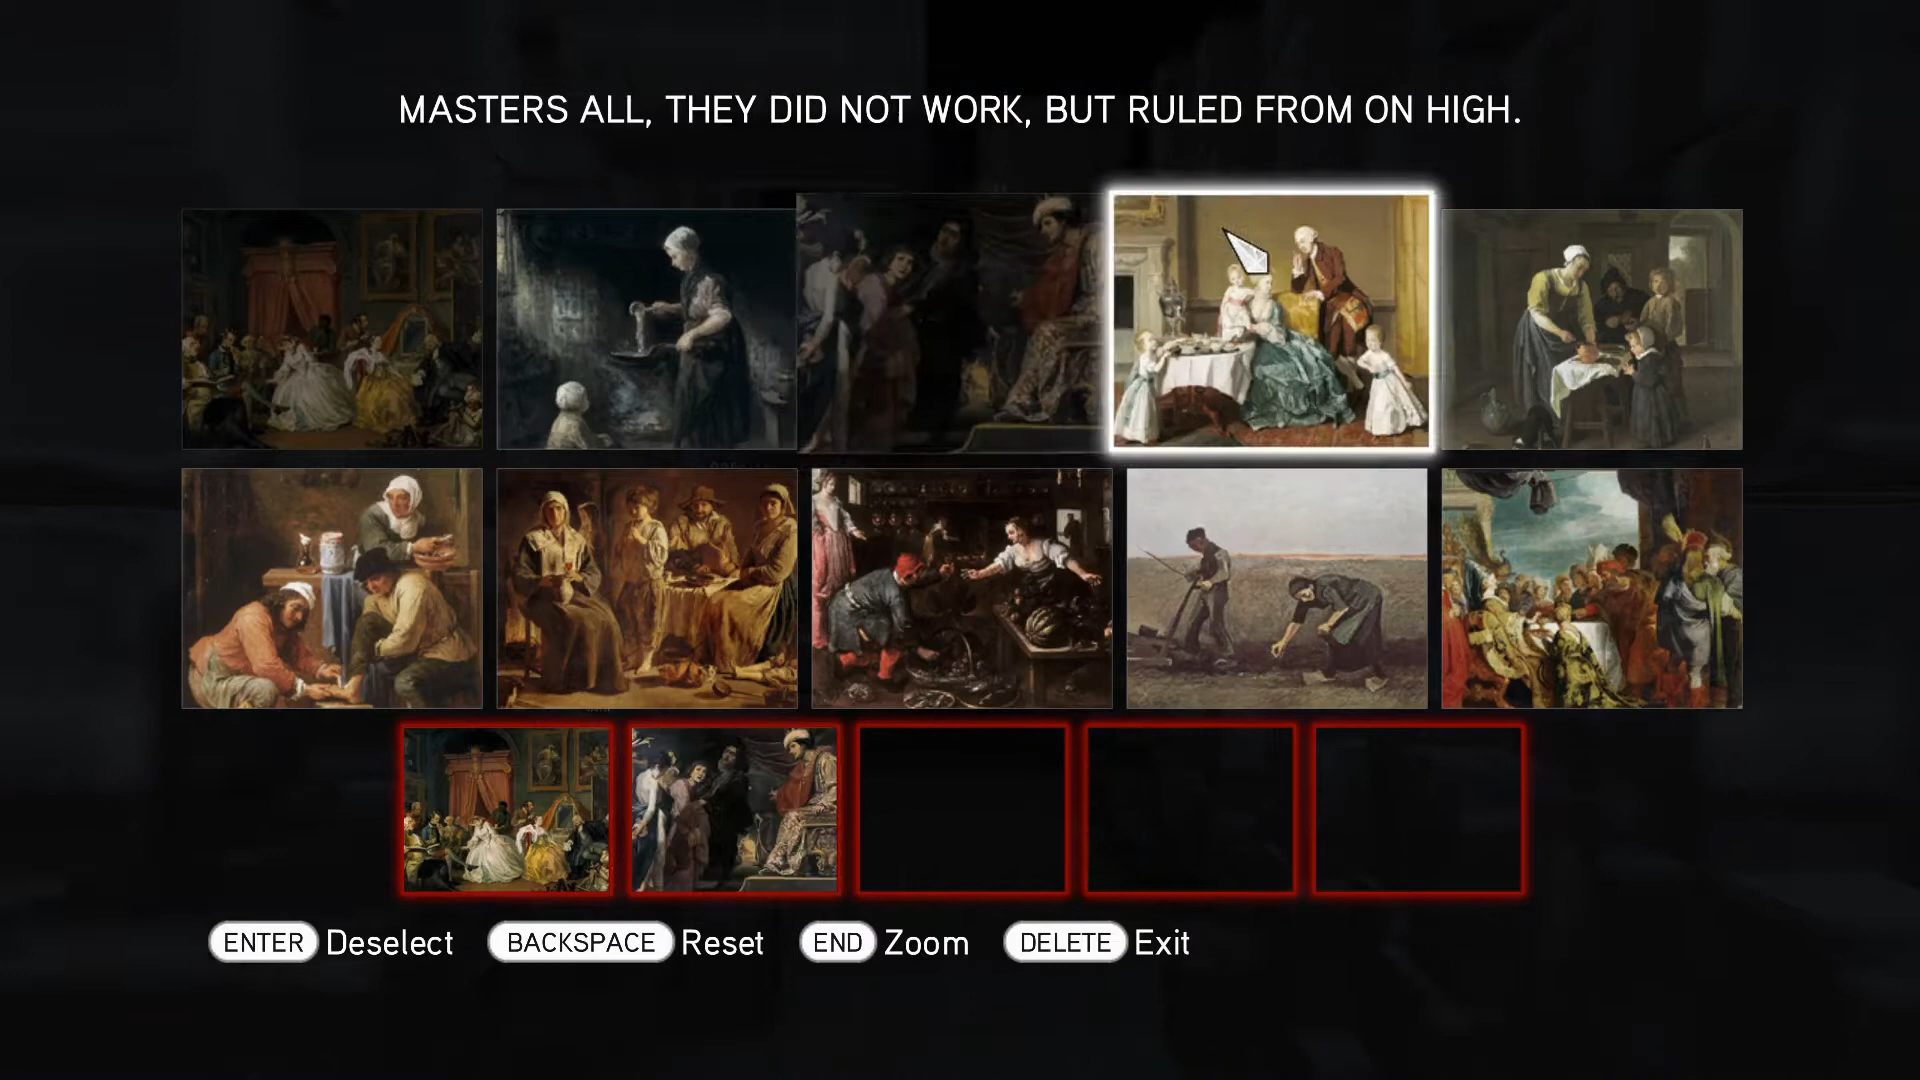 MASTERS ALL, THEY DID NOT WORK, BUT RULED FROM ON HIGH.
ENTER Deselect BACKSPACE Reset END Zoom DELETE Exit